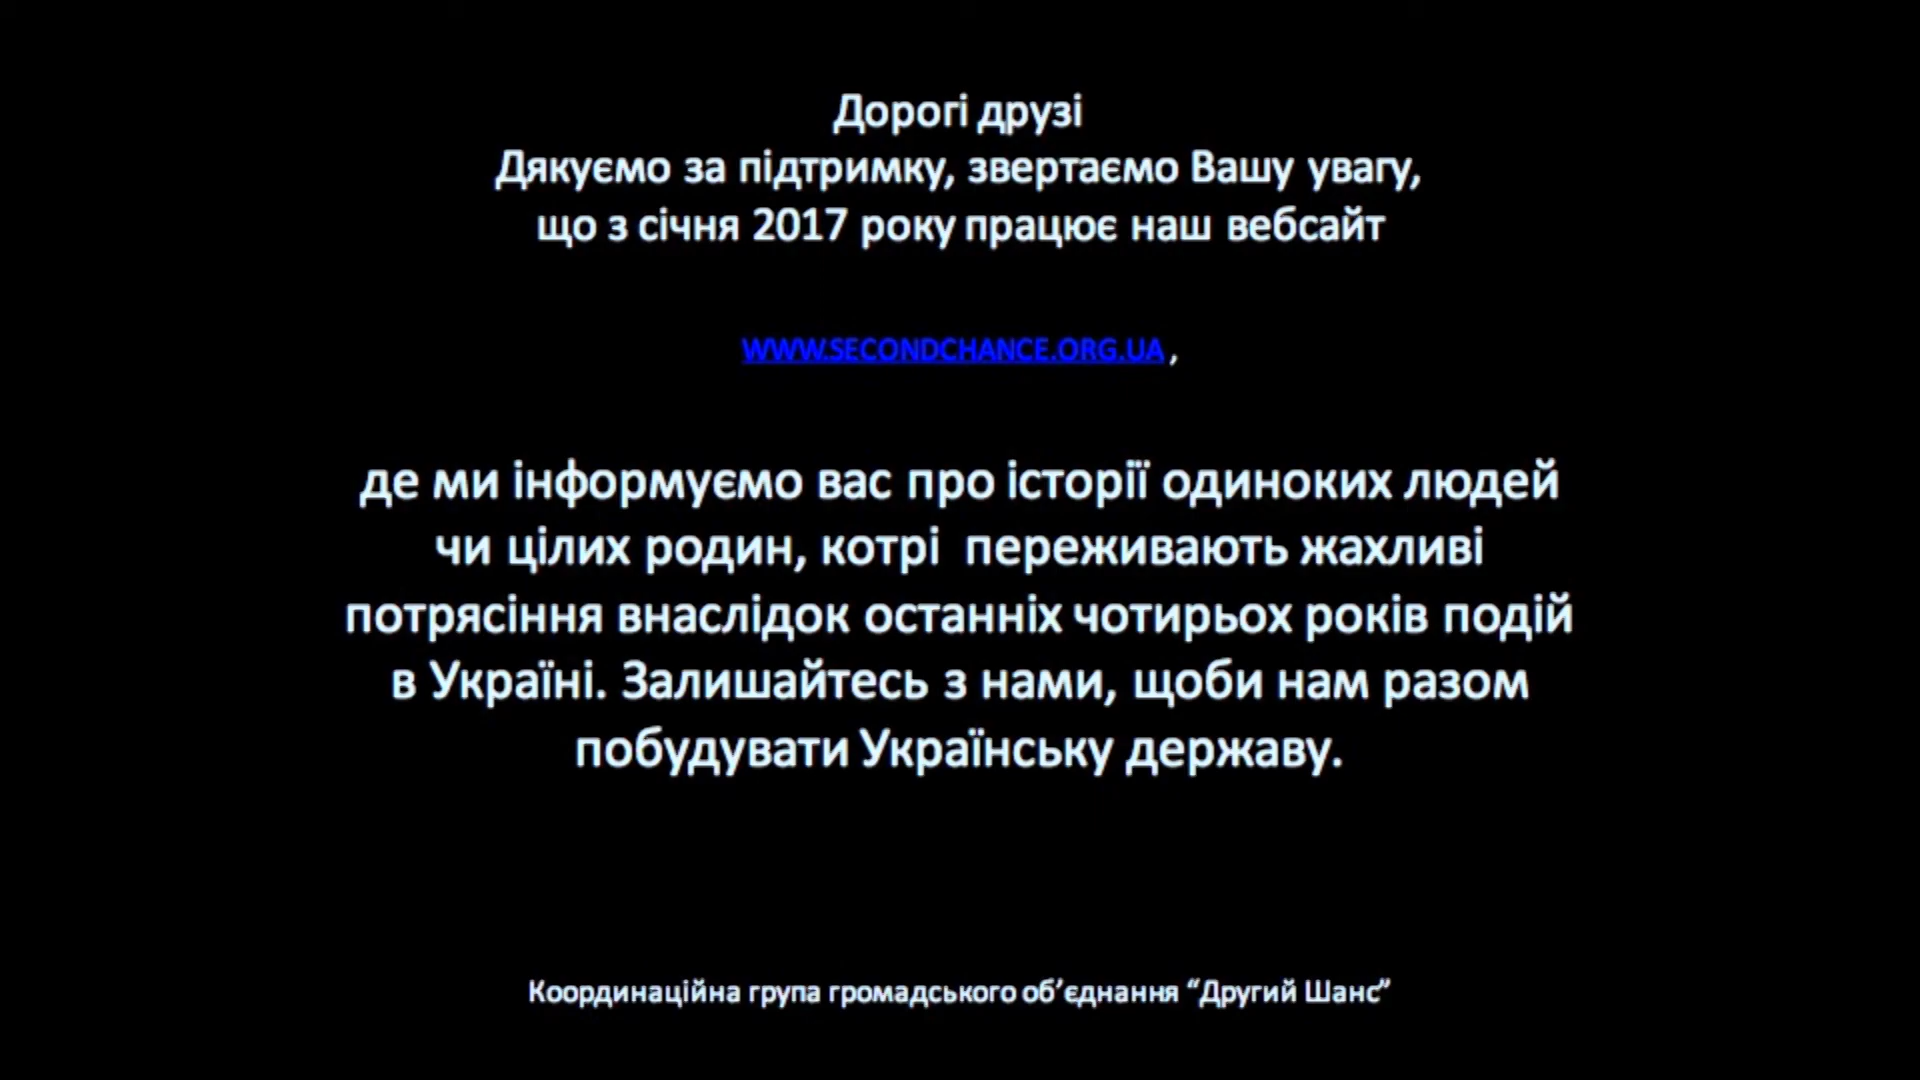 Дорогі друзі
Дякуємо за підтримку, звертаємо Вашу увагу,
що з січня 2017 року працює наш вебсайт
WWW.SECONDCHANCE.ORG.UA ,
де ми інформуємо вас про історії одиноких людей
чи цілих родин, котрі переживають жахливі
потрясіння внаслідок останніх чотирьох років подій
в Україні. Залишайтесь з нами, щоби нам разом
побудувати Українську державу.
Координаційна група громадського об’єднання “Другий Шанс”